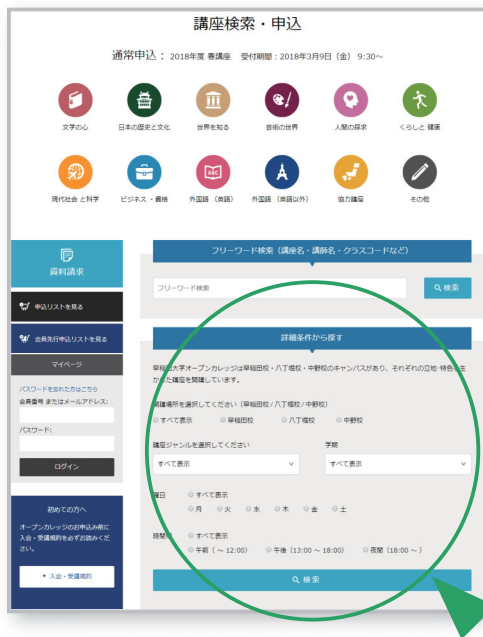 講座検索・申込
通常申込： 2018年度 春講座 受付期間：2018年3月9日（金） 9:30～
文学の心 日本の歴史と文化 世界を知る 芸術の世界 人間の探求 くらしと 健康
現代社会 と科学 ビジネス ・資格 外国語 （英語） 外国語 （英語以外） 協力講座 その他
資料請求
申込リストを見る
会員先行申込リストを見る
マイページ
パスワードを忘れた方はこちら
会員番号 またはメールアドレス:
パスワード:
ログイン
初めての方へ
オープンカレッジのお申込み前に
入会・受講規約を必ずお読みくだ
さい。
入会・受講規約
フリーワード検索（講座名・講師名・クラスコードなど）
フリーワード検索
検索
詳細条件から探す
早稲田大学オープンカレッジは早稲田校・八丁堀校・中野校のキャンパスがあり、それぞれの立地・特色を生
かした講座を開講しています。
開講場所を選択してください（早稲田校/八丁堀校/中野校）
すべて表示 早稲田校 八丁堀校 中野校
講座ジャンルを選択してください 学期
すべて表示 すべて表示
曜日 すべて表示
月 火 水 木 金 土
時間帯 すべて表示
午前（ ～ 12:00） 午後（13:00 ～ 18:00） 夜間（18:00 ～ ）
検索